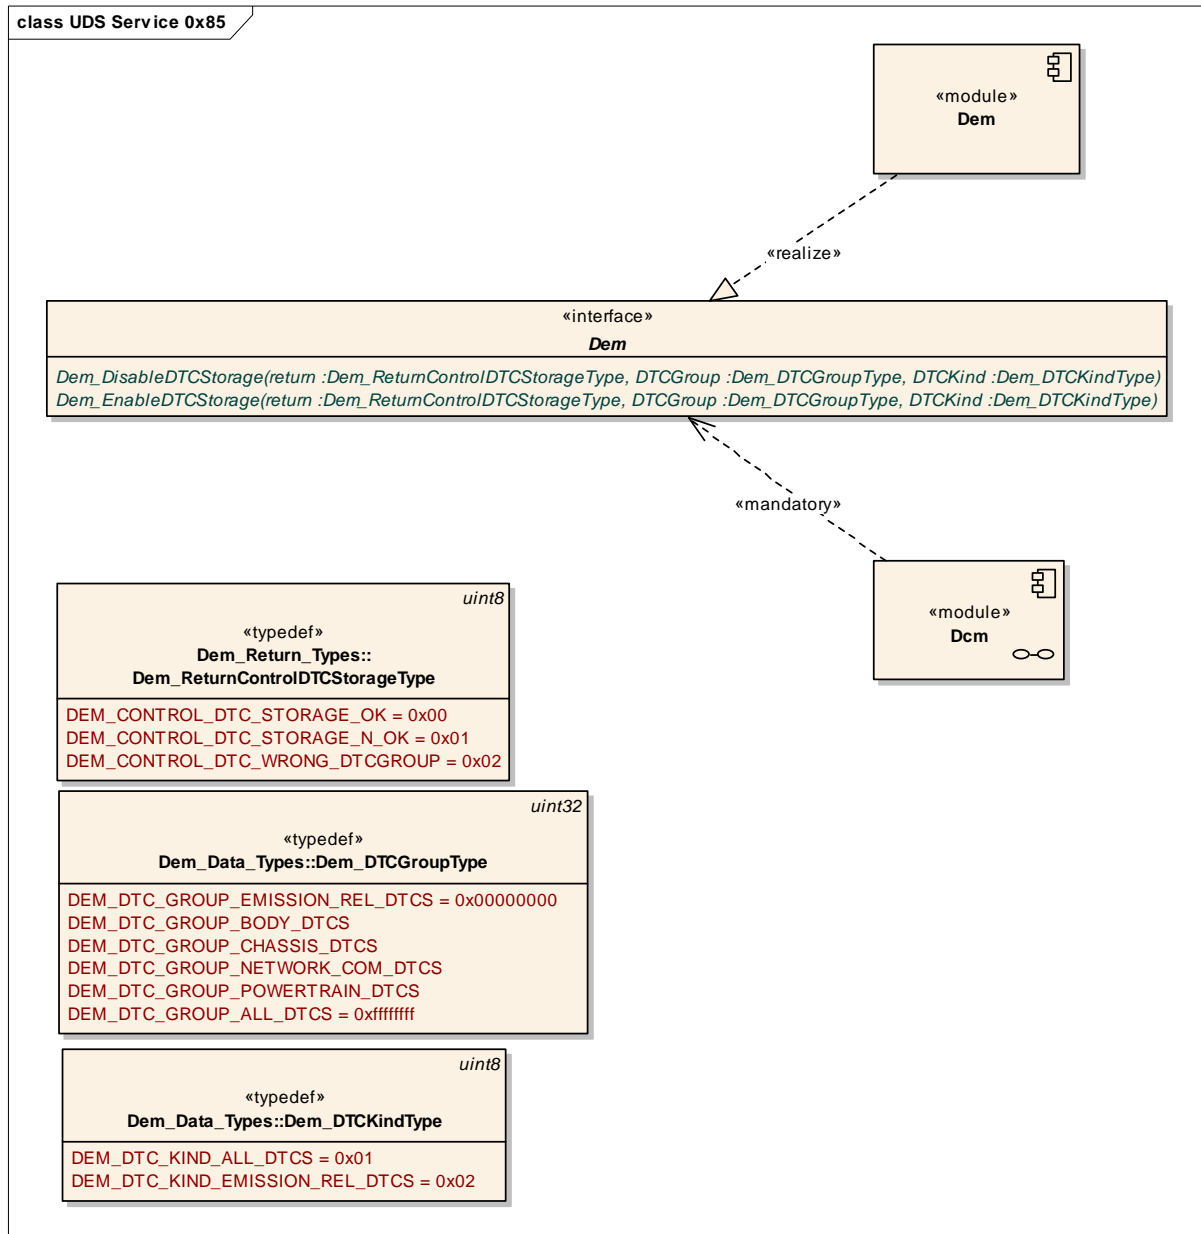 class UDS Service 0x85
«module»
Dem
«realize»
«interface»
Dem
Dem_DisableDTCStorage(return :Dem_ReturnControlDTCStorageType, DTCGroup :Dem_DTCGroupType, DTCKind :Dem_DTCKindType)
Dem_EnableDTCStorage(return :Dem_ReturnControlDTCStorageType, DTCGroup :Dem_DTCGroupType, DTCKind :Dem_DTCKindType)
«mandatory»
«module»
Dcm
uint8
«typedef»
Dem_Return_Types::
Dem_ReturnControlDTCStorageType
DEM_CONTROL_DTC_STORAGE_OK = 0x00
DEM_CONTROL_DTC_STORAGE_N_OK = 0x01
DEM_CONTROL_DTC_WRONG_DTCGROUP = 0x02
uint32
«typedef»
Dem_Data_Types::Dem_DTCGroupType
DEM_DTC_GROUP_EMISSION_REL_DTCS = 0x00000000
DEM_DTC_GROUP_BODY_DTCS
DEM_DTC_GROUP_CHASSIS_DTCS
DEM_DTC_GROUP_NETWORK_COM_DTCS
DEM_DTC_GROUP_POWERTRAIN_DTCS
DEM_DTC_GROUP_ALL_DTCS = 0xffffffff
uint8
«typedef»
Dem_Data_Types::Dem_DTCKindType
DEM_DTC_KIND_ALL_DTCS = 0x01
DEM_DTC_KIND_EMISSION_REL_DTCS = 0x02